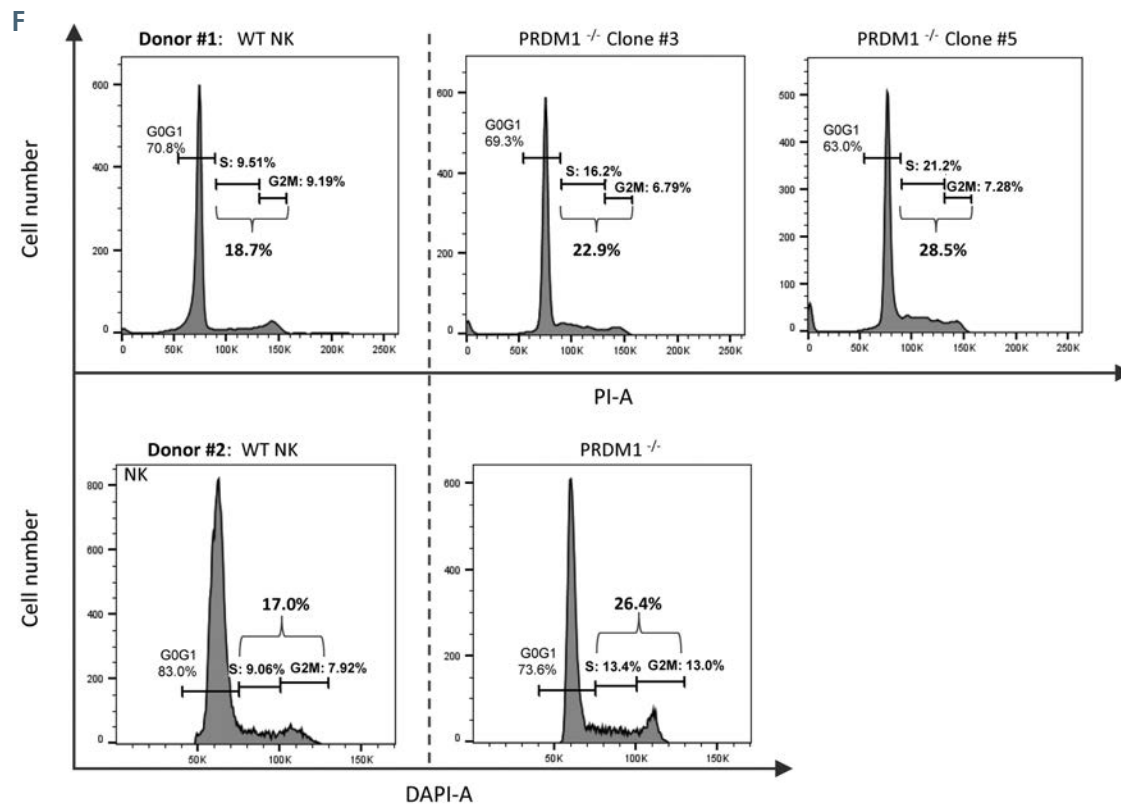 F
Donor #1: WT NK
PRDM1 -/- Clone #3
PRDM1 -/- Clone #5
Cell number
600
400
200
0
G0G1
70.8%
S: 9.51%
G2M: 9.19%
18.7%
0 50K 100K 150K 200K 250K
600
400
200
0
G0G1
69.3%
S: 16.2%
G2M: 6.79%
22.9%
0 50K 100K 150K 200K 250K
500
400
300
200
100
0
G0G1
63.0%
S: 21.2%
G2M: 7.28%
28.5%
0 50K 100K 150K 200K 250K
PI-A
Donor #2: WT NK
PRDM1 -/-
Cell number
NK
800
600
400
200
0
17.0%
G0G1
83.0%
S: 9.06%
G2M: 7.92%
50K 100K 150K
600
400
200
0
26.4%
G0G1
73.6%
S: 13.4%
G2M: 13.0%
50K 100K 150K
DAPI-A